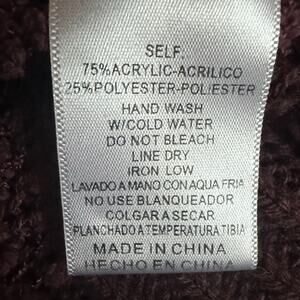 SELF:
75%ACRYLIC-ACRILICO
25%POLYESTER-POLIESTER
HAND WASH
W/COLD WATER
DO NOT BLEACH
LINE DRY
IRON LOW
LAVADO A MANO CON AQUA FRIA
NO USE BLANQUEADOR
COLGAR A SECAR
PLANCHADO A TEMPERATURA TIBIA
MADE IN CHINA
HECHO EN CHINA